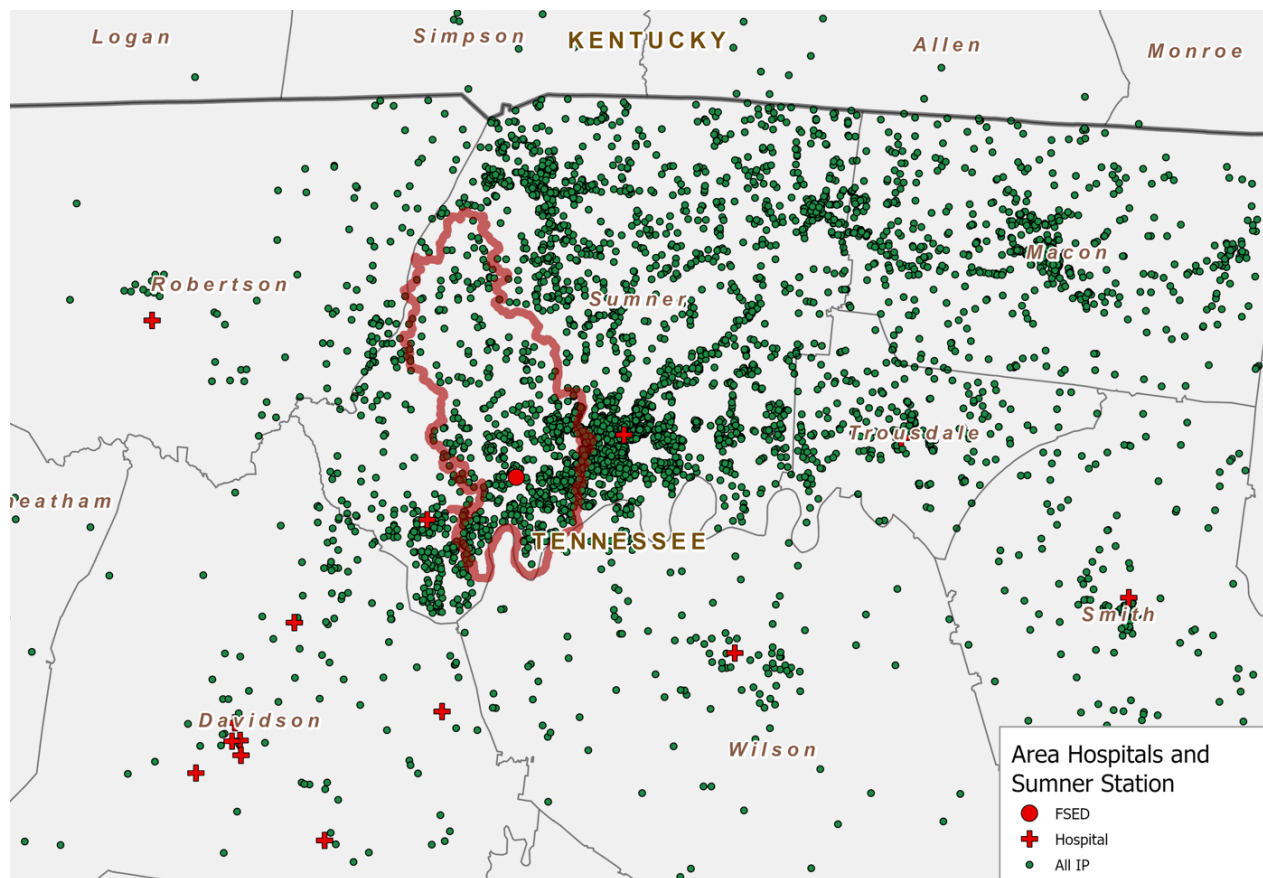 Logan
Simpson
KENTUCKY
Allen
Monroe
Robertson
Sumner
Macon
Trousdale
heatham
TENNESSEE
Smith
Davidson
Wilson
Area Hospitals and
Sumner Station
FSED
Hospital
All IP